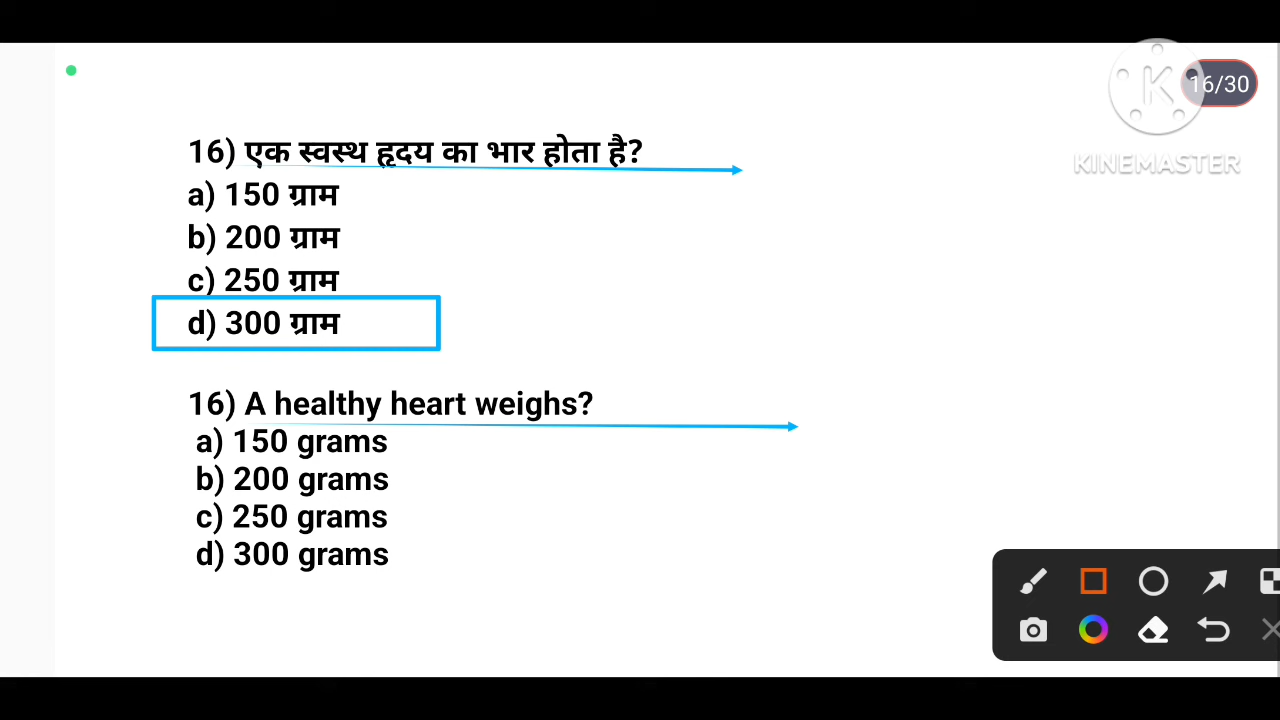 16/30
KINEMASTER
16) एक स्वस्थ हृदय का भार होता है?
a) 150 ग्राम
b) 200 ग्राम
c) 250 ग्राम
d) 300 ग्राम
16) A healthy heart weighs?
a) 150 grams
b) 200 grams
c) 250 grams
d) 300 grams